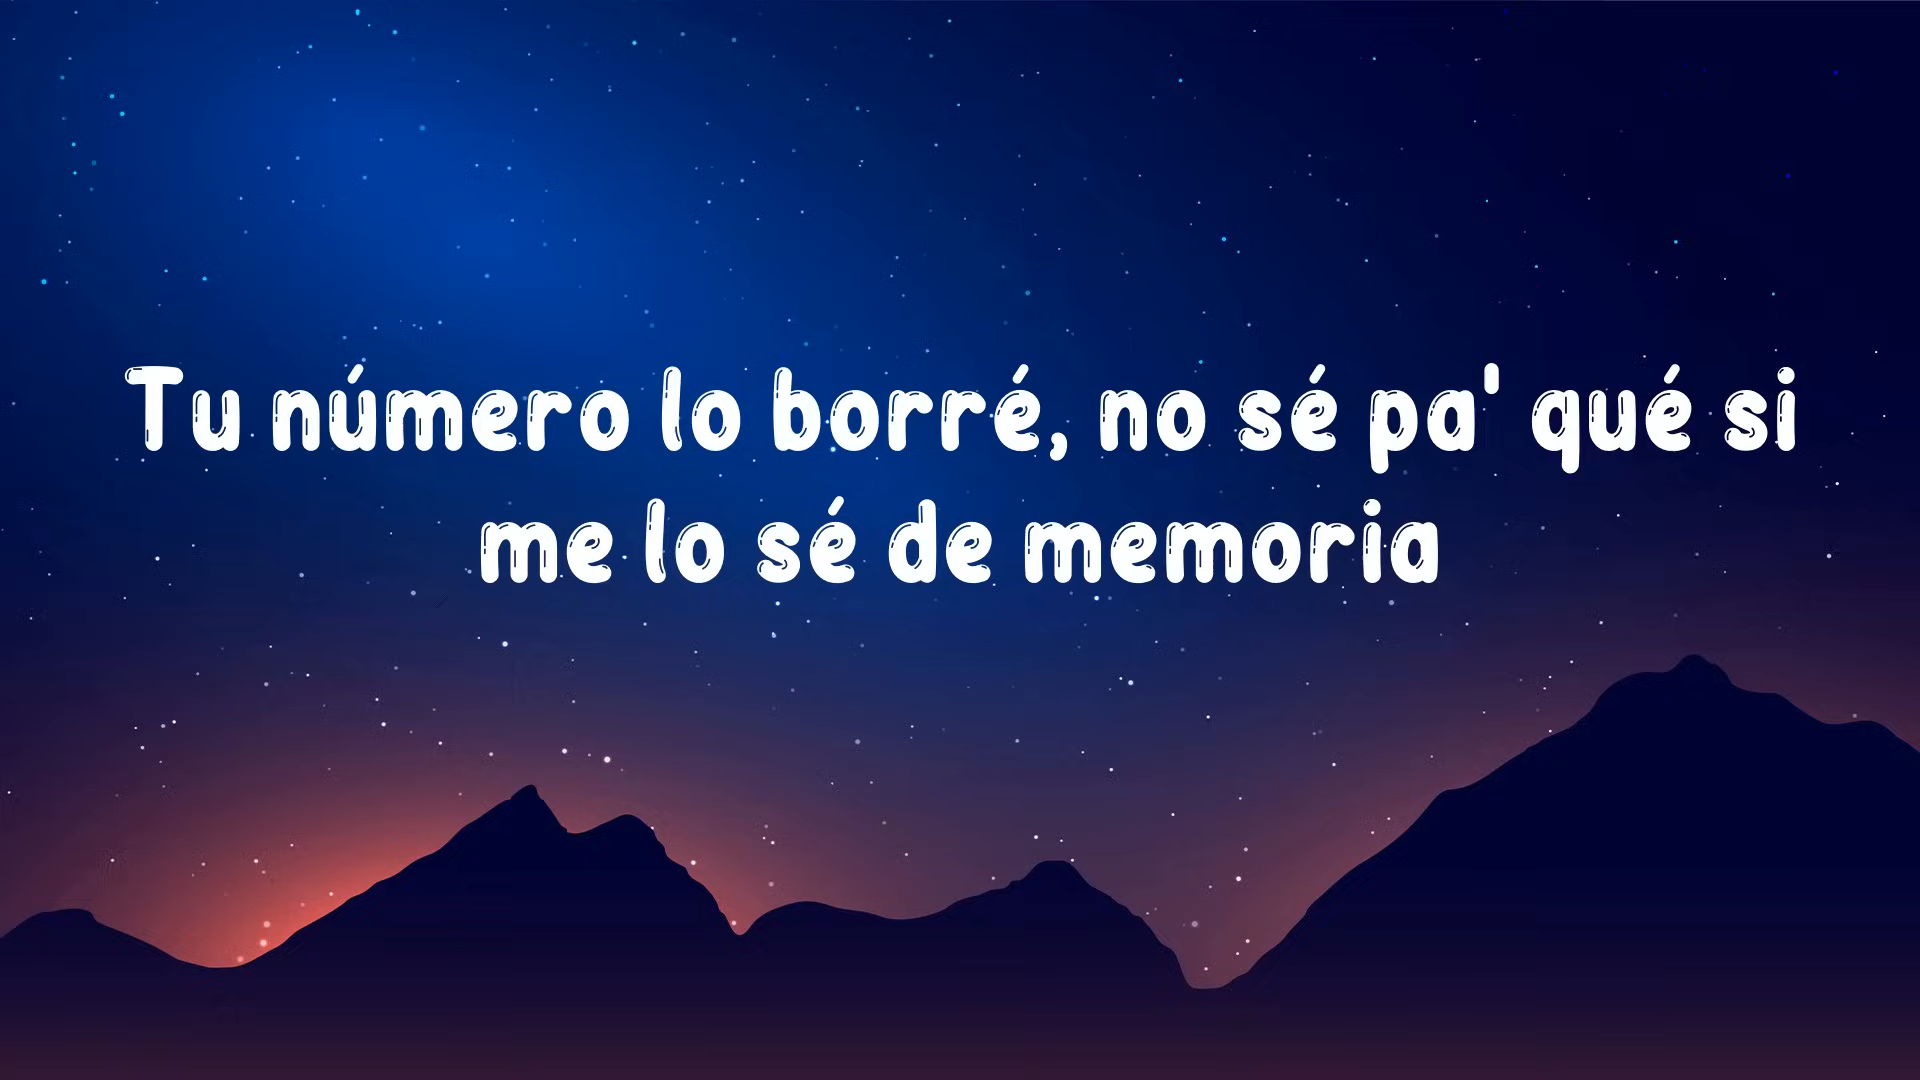 Tu número lo borré, no sé pa' qué si
me lo sé de memoria